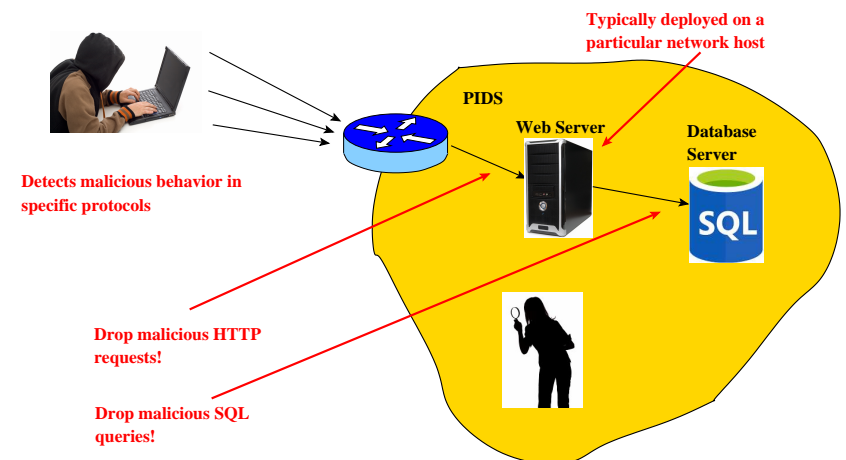 Typically deployed on a
particular network host
PIDS
Web Server
Database
Server
SQL
Detects malicious behavior in
specific protocols
Drop malicious HTTP
requests!
Drop malicious SQL
queries!